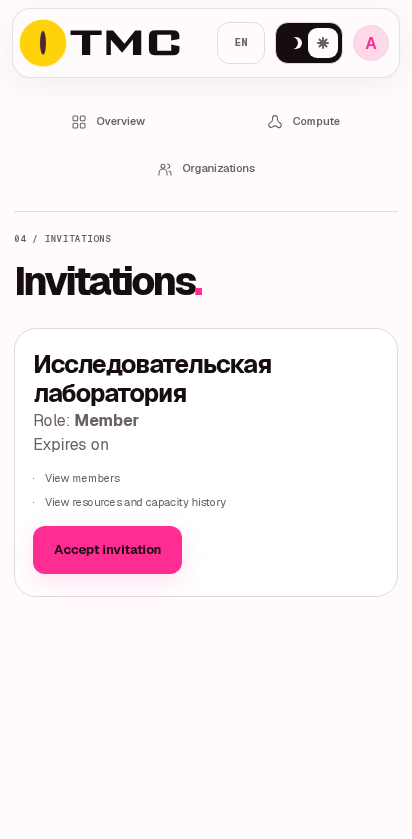 TMC
EN
A
Overview
Compute
Organizations
04 / INVITATIONS
Invitations.
Исследовательская
лаборатория
Role: Member
Expires on
· View members
· View resources and capacity history
Accept invitation